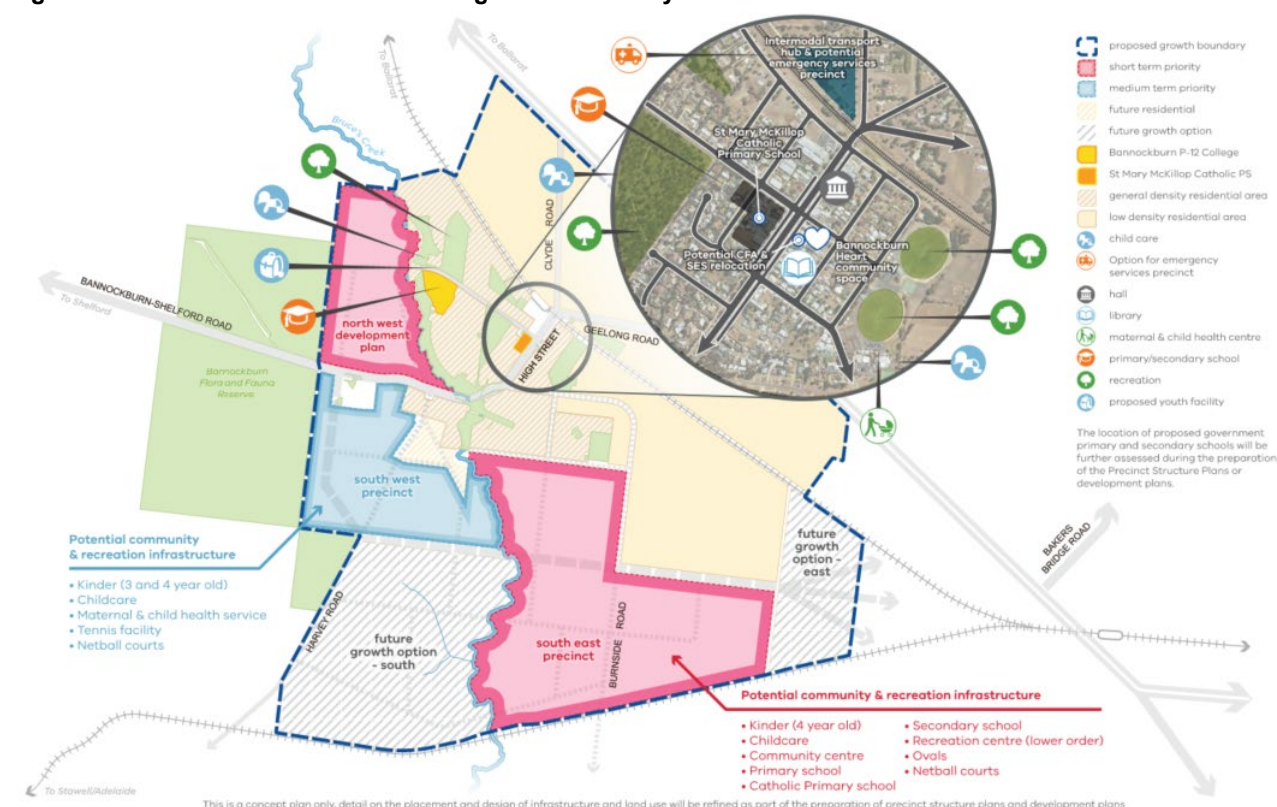 To Ballarat
To Ballarat
Bruce's Creek
CLYDE ROAD
BANNOCKBURN-SHELFORD ROAD
To Shelford
Bannockburn
Flora and Fauna
Reserve
north west
development
plan
HIGH STREET
GEELONG ROAD
Intermodal transport
hub & potential
emergency services
precinct
St Mary McKillop
Catholic
Primary School
Potential CFA &
SES relocation
Bannockburn
Heart
community
space
proposed growth boundary
short term priority
medium term priority
future residential
future growth option
Bannockburn P-12 College
St Mary McKillop Catholic PS
general density residential area
low density residential area
child care
Option for emergency
services precinct
hall
library
maternal & child health centre
primary/secondary school
recreation
proposed youth facility
The location of proposed government
primary and secondary schools will be
further assessed during the preparation
of the Precinct Structure Plans or
development plans.
south west
precinct
Potential community
& recreation infrastructure
• Kinder (3 and 4 year old)
• Childcare
• Maternal & child health service
• Tennis facility
• Netball courts
HARVEY ROAD
future
growth option
- south
south east
precinct
BURNSIDE ROAD
future
growth
option -
east
BAKERS
BRIDGE ROAD
Potential community & recreation infrastructure
• Kinder (4 year old)
• Childcare
• Community centre
• Primary school
• Catholic Primary school
• Secondary school
• Recreation centre (lower order)
• Ovals
• Netball courts
To Stawell/Adelaide
This is a concept plan only, detail on the placement and design of infrastructure and land use will be refined as part of the preparation of precinct structure plans and development plans